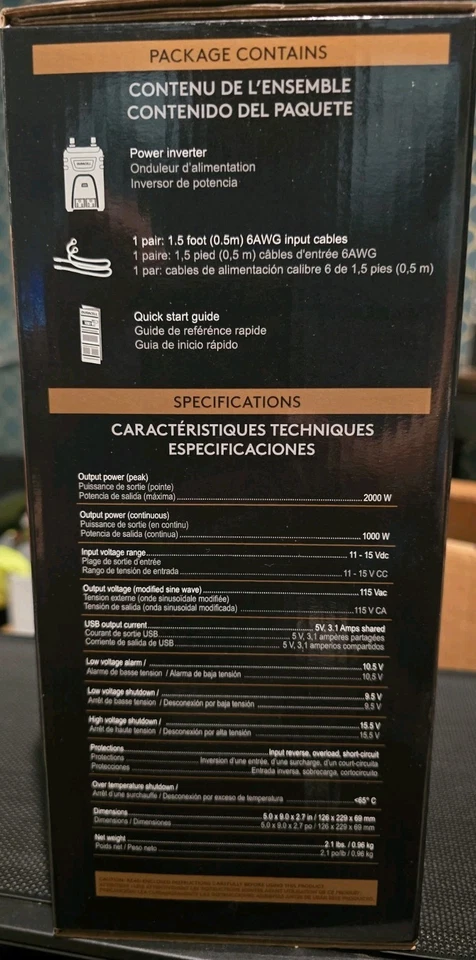 PACKAGE CONTAINS
CONTENU DE L'ENSEMBLE
CONTENIDO DEL PAQUETE
DURACELL
Power inverter
Onduleur d'alimentation
Inversor de potencia
1 pair: 1.5 foot (0.5m) 6AWG input cables
1 paire: 1,5 pied (0,5 m) câbles d'entrée 6AWG
1 par: cables de alimentación calibre 6 de 1,5 pies (0,5 m)
DURACELL
Quick start guide
Guide de reférénce rapide
Guia de inicio rápido
SPECIFICATIONS
CARACTÉRISTIQUES TECHNIQUES
ESPECIFICACIONES
Output power (peak)
Puissance de sortie (pointe)
Potencia de salida (máxima) 2000 W
Output power (continuous)
Puissance de sortie (en continu)
Potencia de salida (continua) 1000 W
Input voltage range 11 - 15 Vdc
Plage de sortie d'entrée
Rango de tensión de entrada 11 - 15 V CC
Output voltage (modified sine wave) 115 Vac
Tension externe (onde sinusoïdale modifiée)
Tensión de salida (onda sinusoidal modificada) 115 V CA
USB output current 5V, 3.1 Amps shared
Courant de sortie USB 5 V, 3,1 ampères partagées
Corriente de salida de USB 5 V, 3,1 amperios compartidos
Low voltage alarm / 10.5 V
Alarme de basse tension / Alarma de baja tensión 10,5 V
Low voltage shutdown / 9.5 V
Arrêt de basse tension / Desconexión por baja tensión 9,5 V
High voltage shutdown / 15.5 V
Arrêt de haute tension / Desconexión por alta tensión 15,5 V
Protections Input reverse, overload, short-circuit
Protections Inversion d'une entrée, d'une surcharge, d'un court-circuita
Protecciones Entrada inversa, sobrecarga, cortocircuito
Over temperature shutdown /
Arrêt d'une surchauffe / Desconexión por exceso de temperatura <65° C
Dimensions 5.0 x 9.0 x 2.7 in / 126 x 229 x 69 mm
Dimensions / Dimensiones 5.0 x 9.0 x 2.7 po / 126 x 229 x 69 mm
Net weight 2.1 lbs. / 0.96 kg
Poids net / Peso neto 2,1 po/lb / 0,96 kg